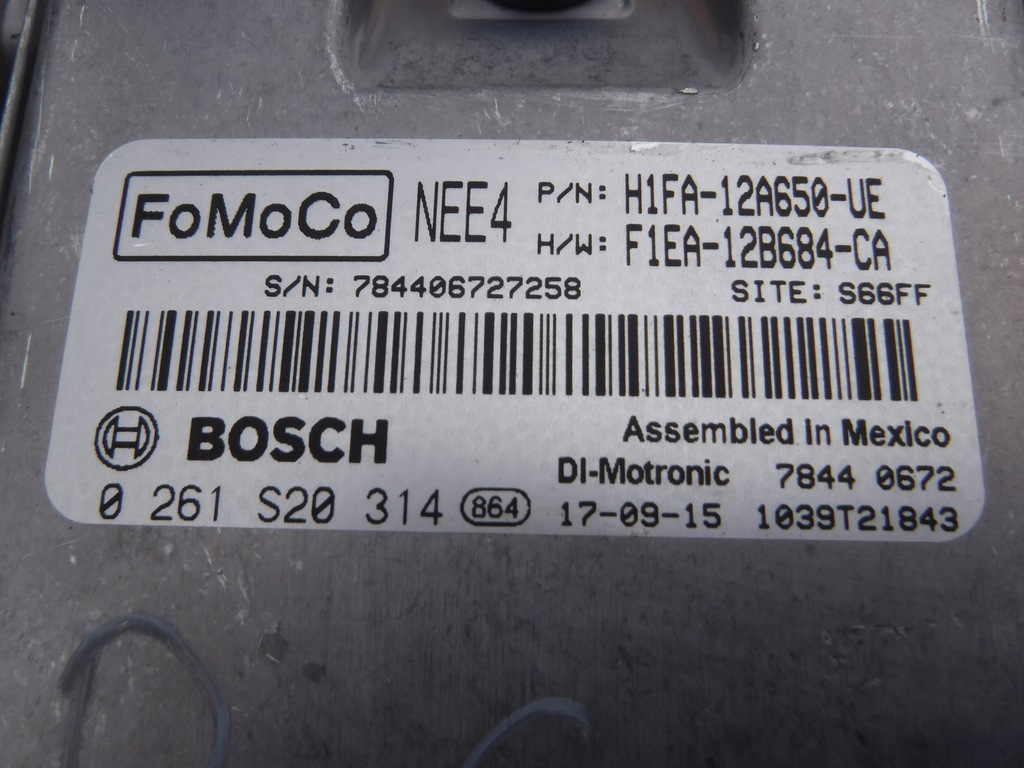 FoMoCo NEE4 P/N: H1FA-12A650-UE
H/W: F1EA-12B684-CA
S/N: 784406727258 SITE: S66FF
BOSCH Assembled in Mexico
DI-Motronic 7844 0672
0 261 S20 314 864 17-09-15 1039T21843